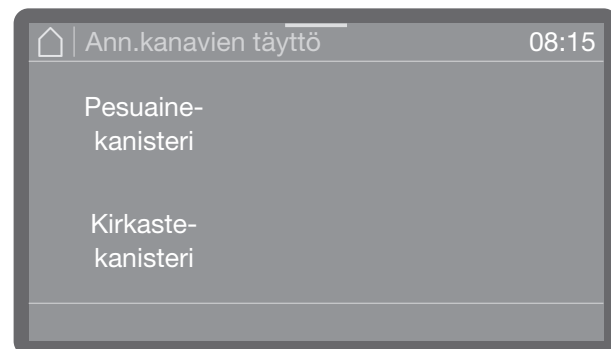 Ann.kanavien täyttö 08:15
Pesuaine-
kanisteri
Kirkaste-
kanisteri